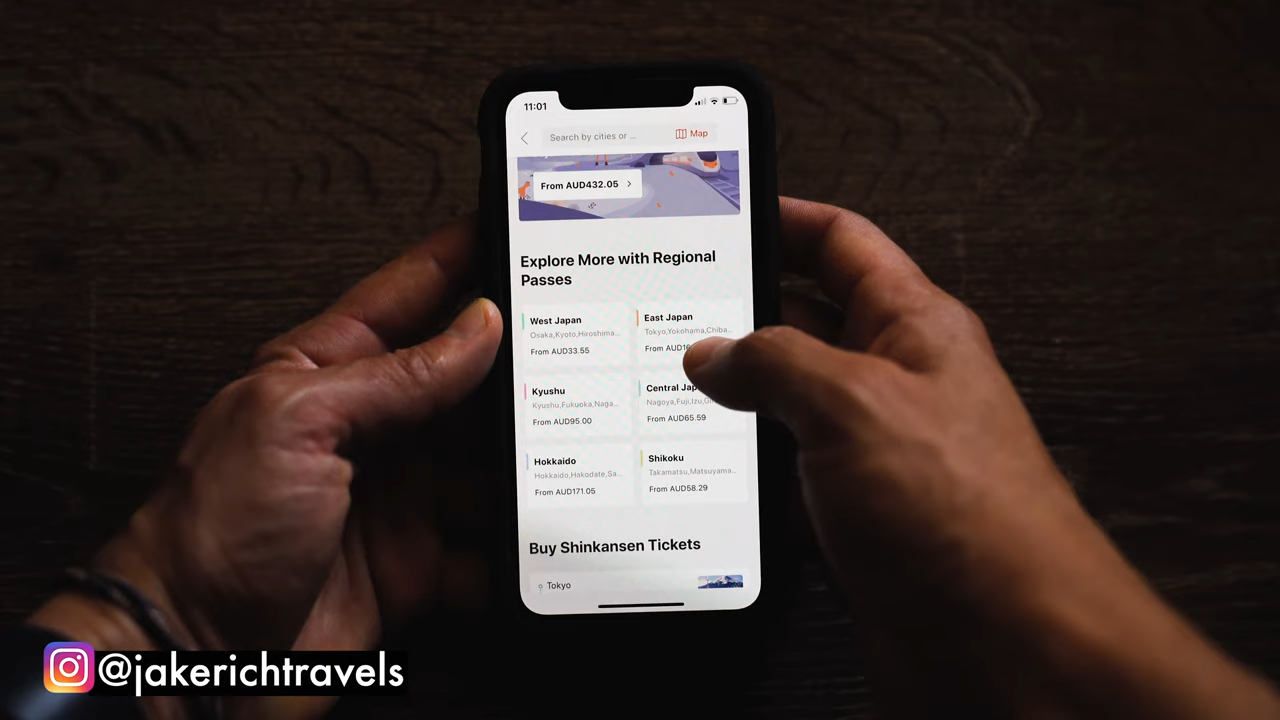 11:01
Search by cities or ...
Map
From AUD432.05
Explore More with Regional
Passes
West Japan
Osaka,Kyoto,Hiroshima...
From AUD33.55
East Japan
Tokyo,Yokohama,Chiba...
From
Kyushu
Kyushu,Fukuoka,Naga...
From AUD95.00
Central
Nagoya,Fuji,Izu,
From AUD65.59
Hokkaido
Hokkaido,Hakodate,Sa...
From AUD171.05
Shikoku
Takamatsu,Matsuyama...
From AUD58.29
Buy Shinkansen Tickets
Tokyo
@jakerichtravels